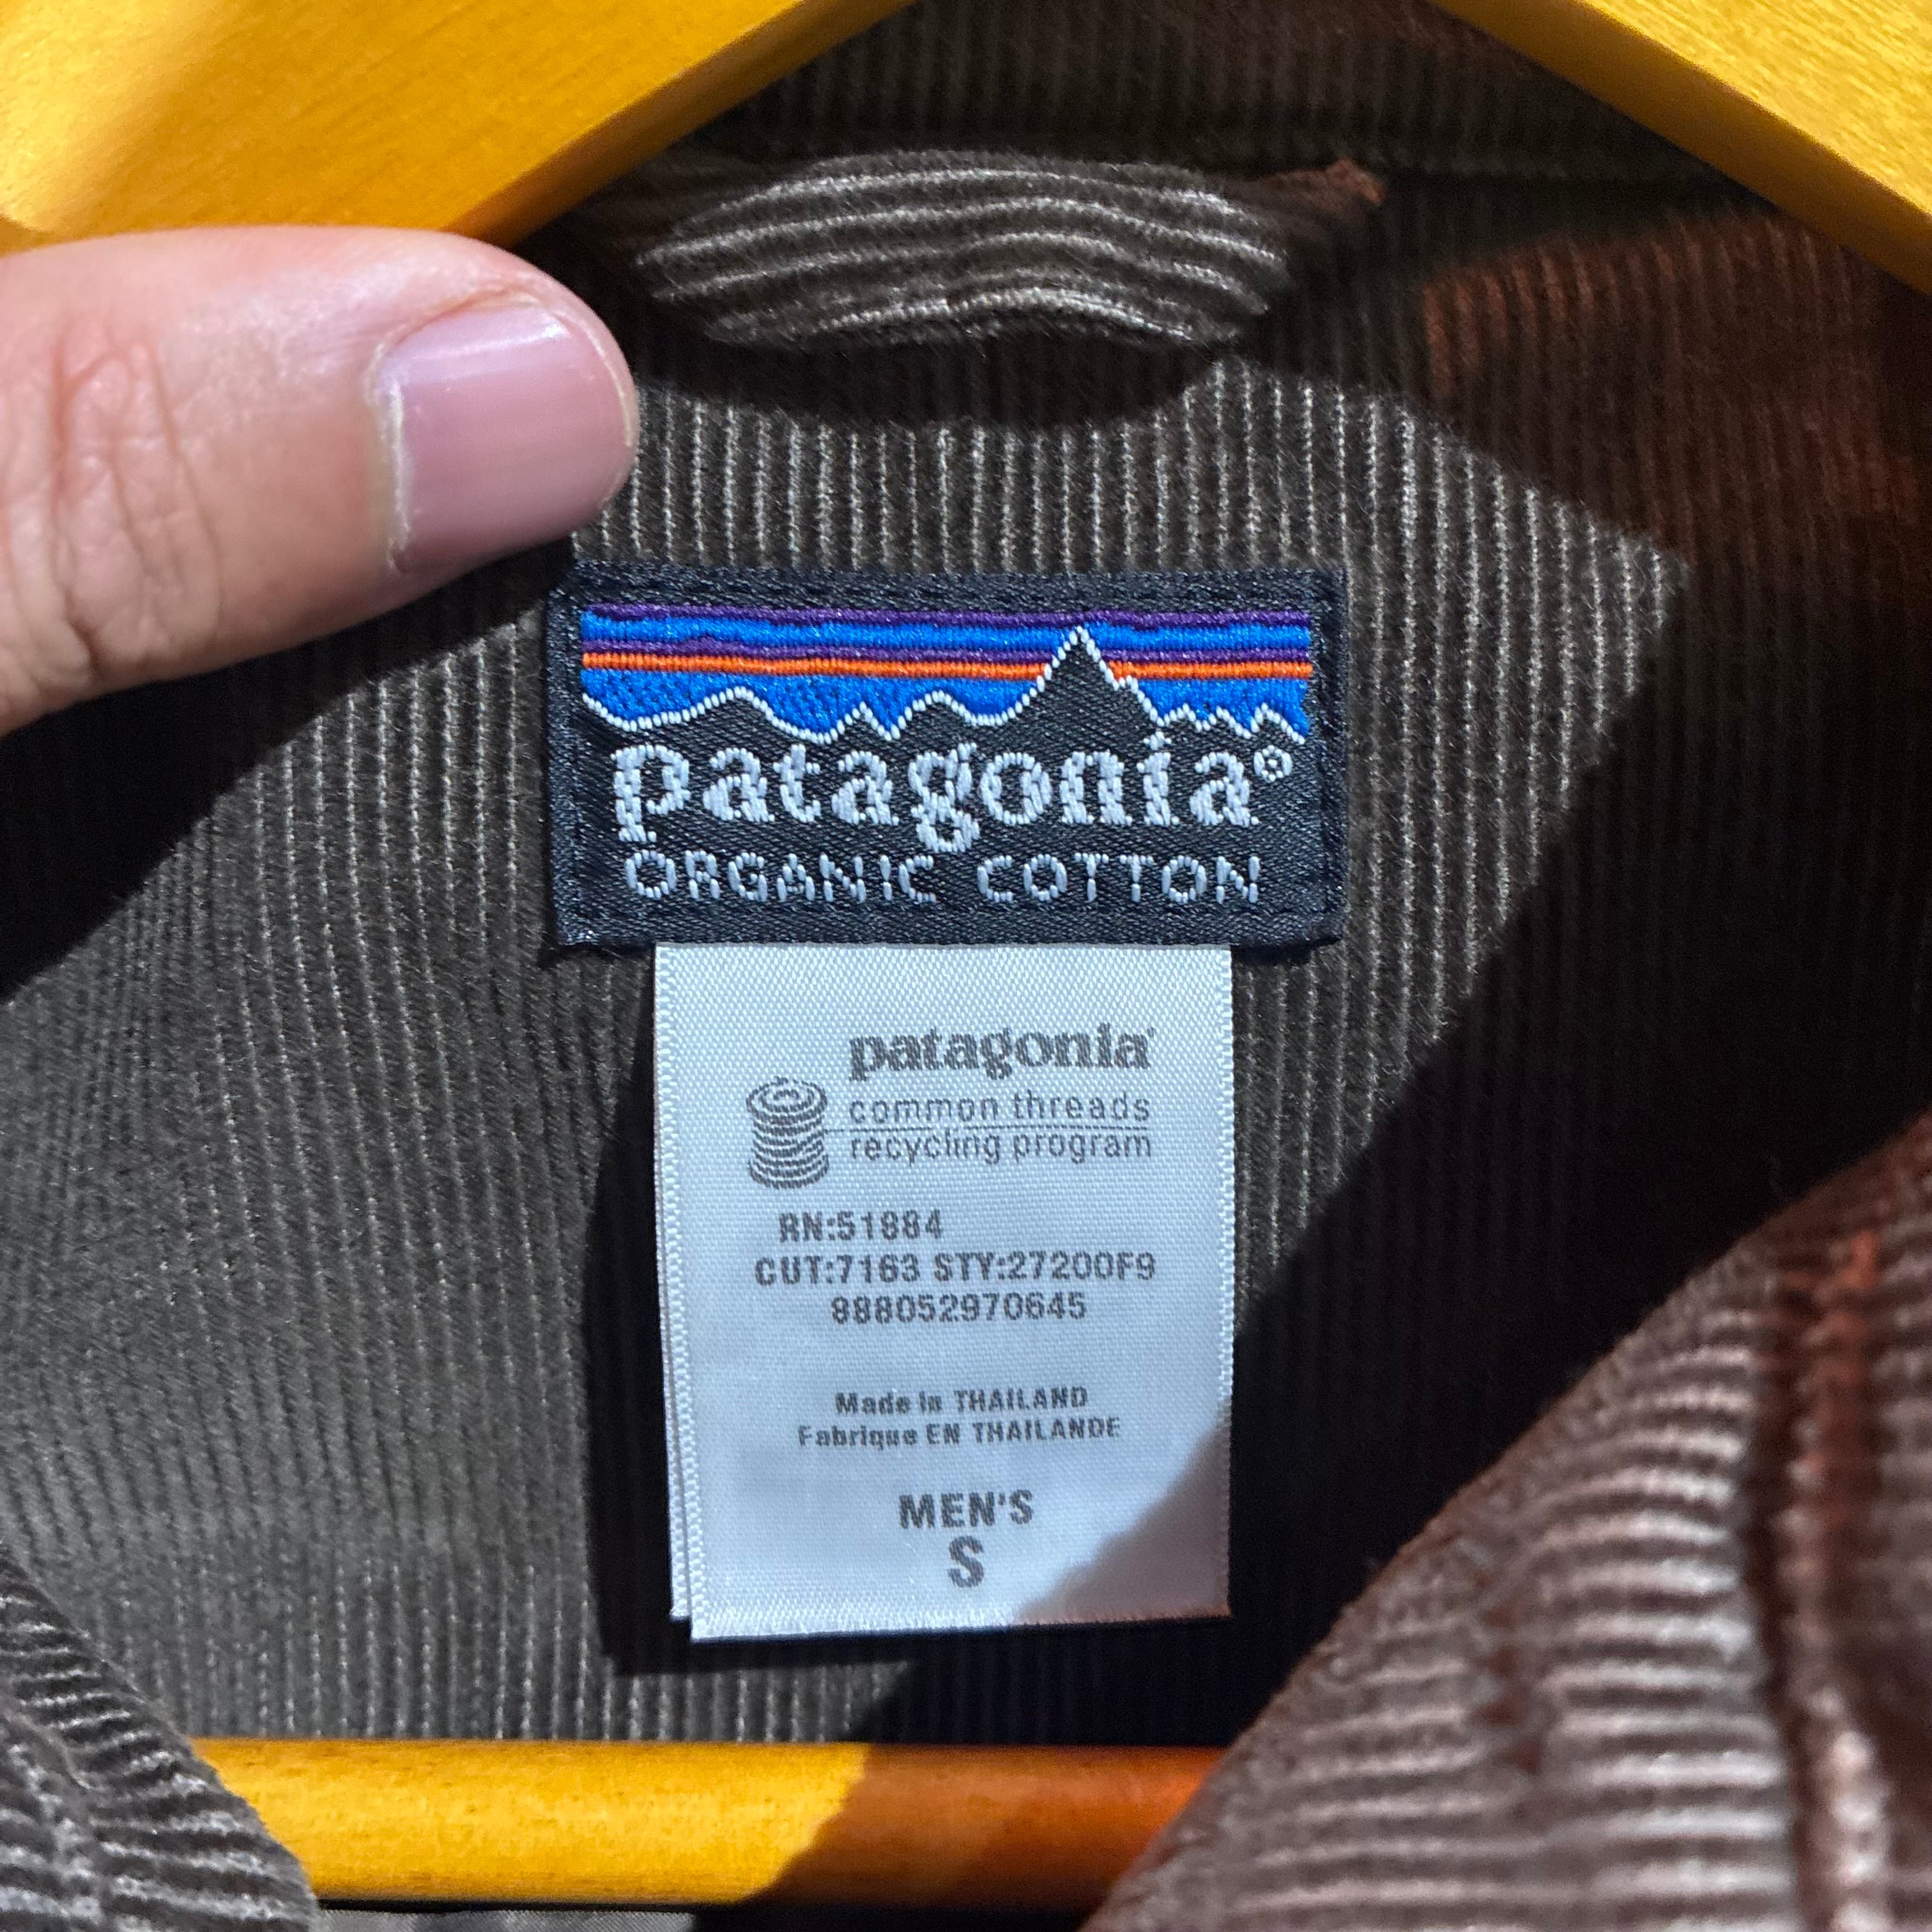 patagonia®
ORGANIC COTTON
patagonia®
common threads
recycling program
RN:51884
CUT:7163 STY:27200F9
888052970645
Made in THAILAND
Fabrique EN THAILANDE
MEN'S
S